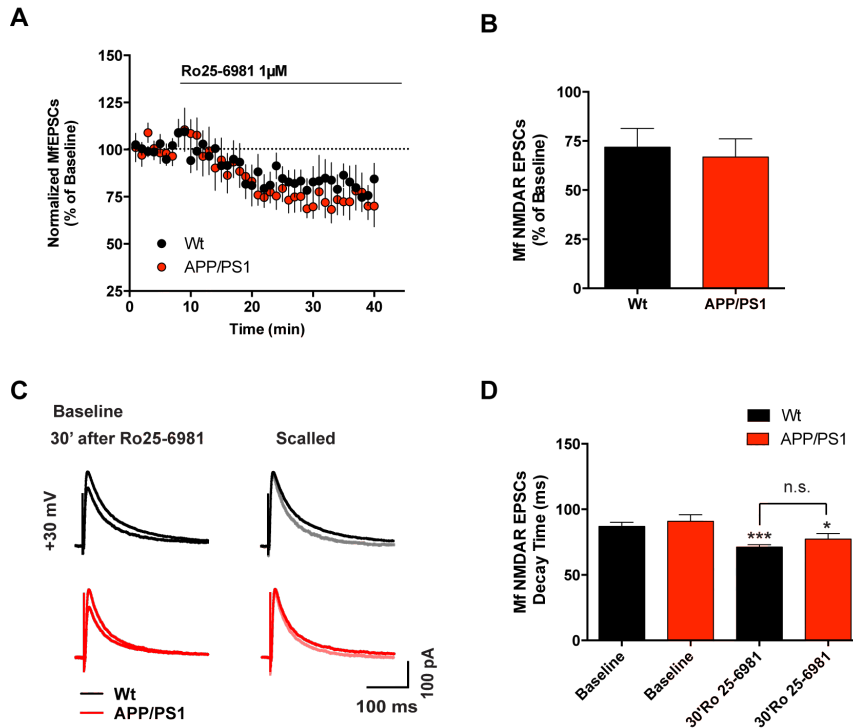 A
Ro25-6981 1µM
Normalized MfEPSCs
(% of Baseline)
150
125
100
75
50
25
0
10
20
30
40
Time (min)
Wt
APP/PS1
B
Mf NMDAR EPSCs
(% of Baseline)
100
75
50
25
0
Wt
APP/PS1
C
Baseline
30' after Ro25-6981
Scalled
+30 mV
Wt
APP/PS1
100 ms
100 pA
D
Wt
APP/PS1
Mf NMDAR EPSCs
Decay Time (ms)
150
100
50
0
n.s.
***
*
Baseline
Baseline
30'Ro 25-6981
30'Ro 25-6981